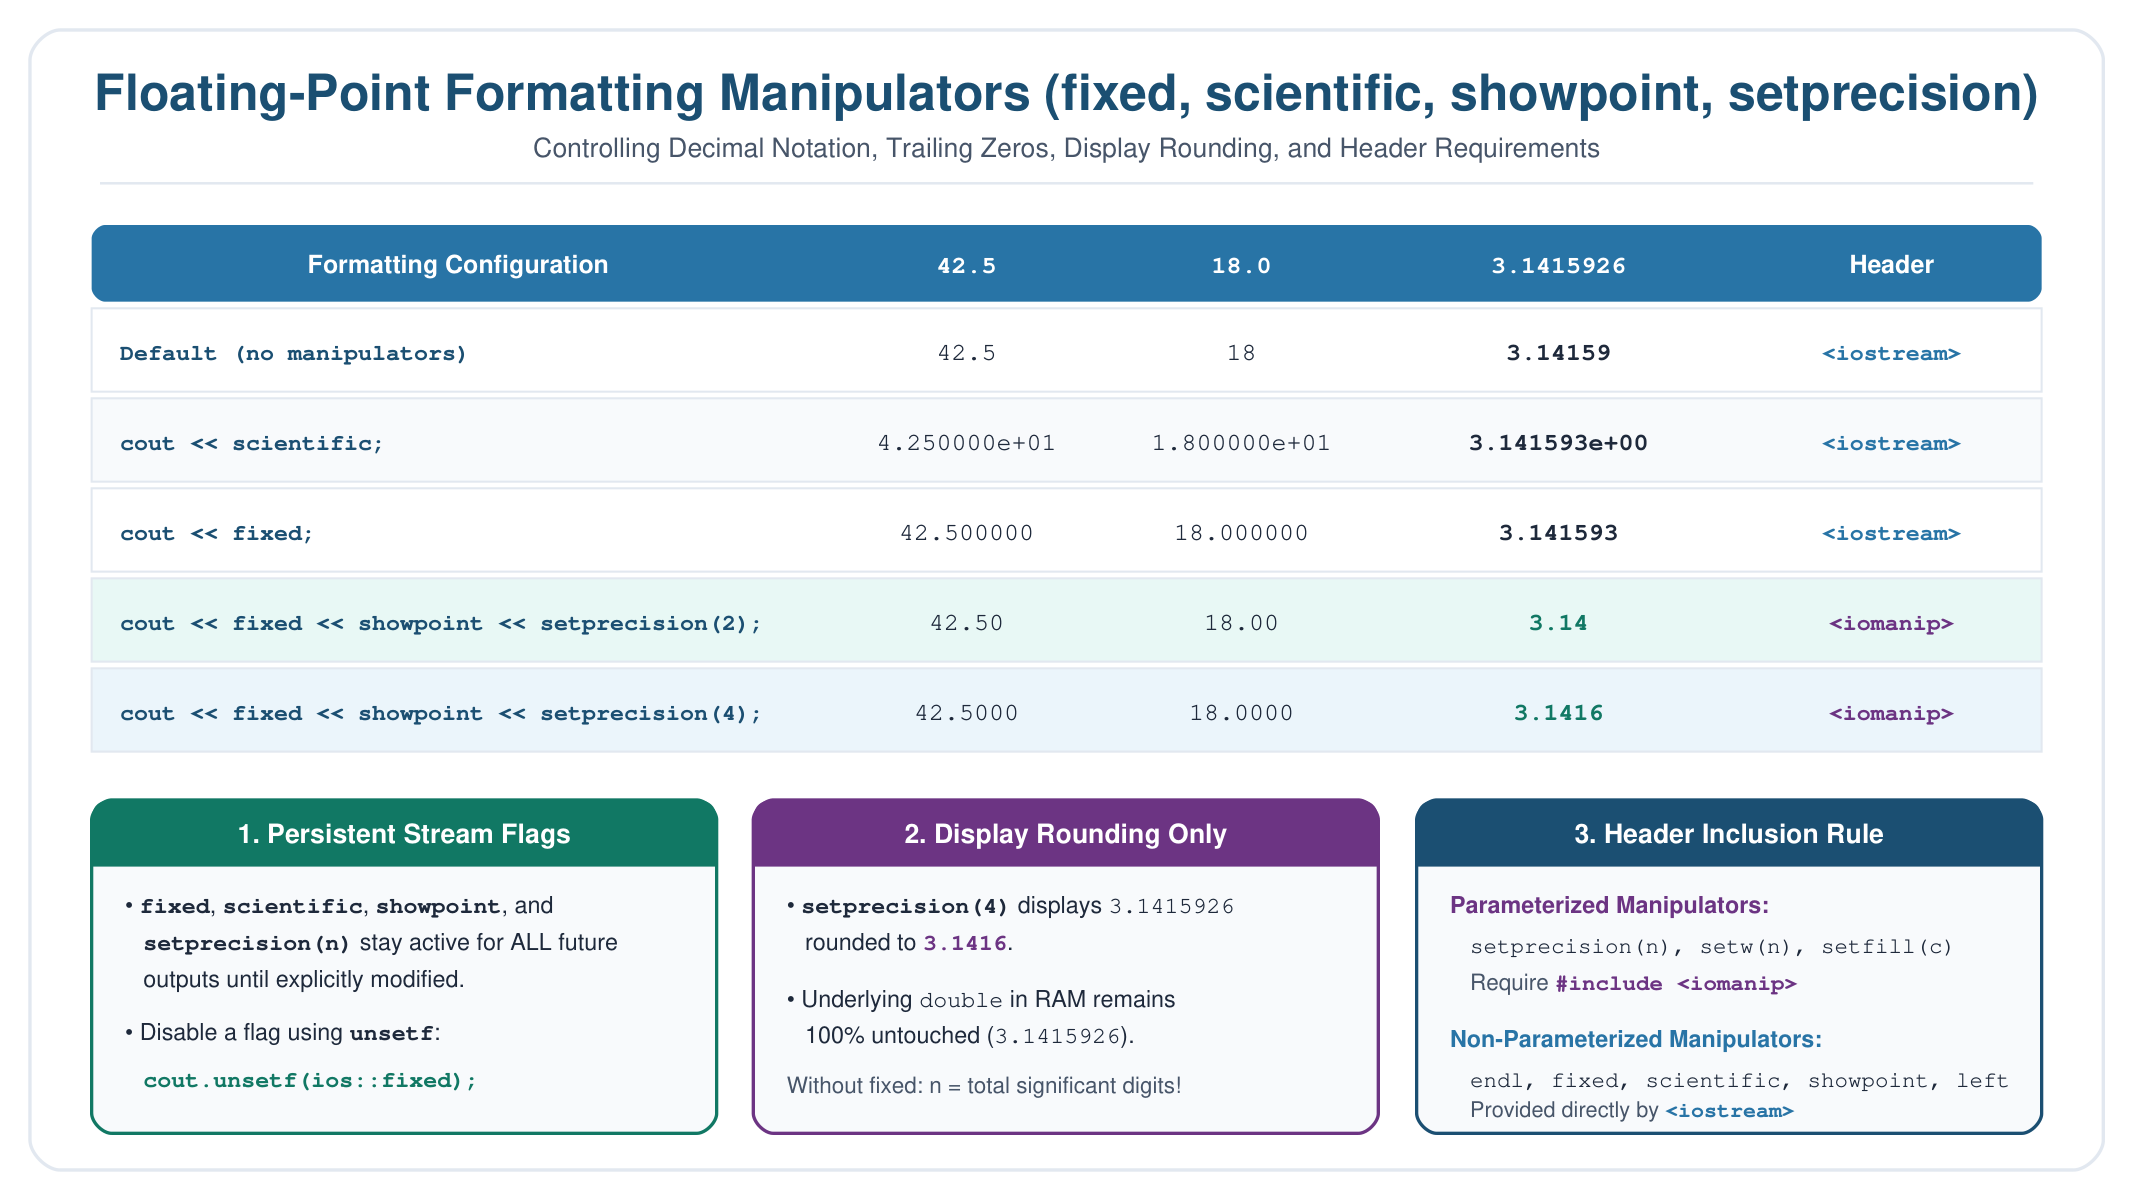 Floating-Point Formatting Manipulators (fixed, scientific, showpoint, setprecision)
Controlling Decimal Notation, Trailing Zeros, Display Rounding, and Header Requirements
Formatting Configuration 42.5 18.0 3.1415926 Header
Default (no manipulators) 42.5 18 3.14159 <iostream>
cout << scientific; 4.250000e+01 1.800000e+01 3.141593e+00 <iostream>
cout << fixed; 42.500000 18.000000 3.141593 <iostream>
cout << fixed << showpoint << setprecision(2); 42.50 18.00 3.14 <iomanip>
cout << fixed << showpoint << setprecision(4); 42.5000 18.0000 3.1416 <iomanip>
1. Persistent Stream Flags
• fixed, scientific, showpoint, and
setprecision(n) stay active for ALL future
outputs until explicitly modified.
• Disable a flag using unsetf:
cout.unsetf(ios::fixed);
2. Display Rounding Only
• setprecision(4) displays 3.1415926
rounded to 3.1416.
• Underlying double in RAM remains
100% untouched (3.1415926).
Without fixed: n = total significant digits!
3. Header Inclusion Rule
Parameterized Manipulators:
setprecision(n), setw(n), setfill(c)
Require #include <iomanip>
Non-Parameterized Manipulators:
endl, fixed, scientific, showpoint, left
Provided directly by <iostream>